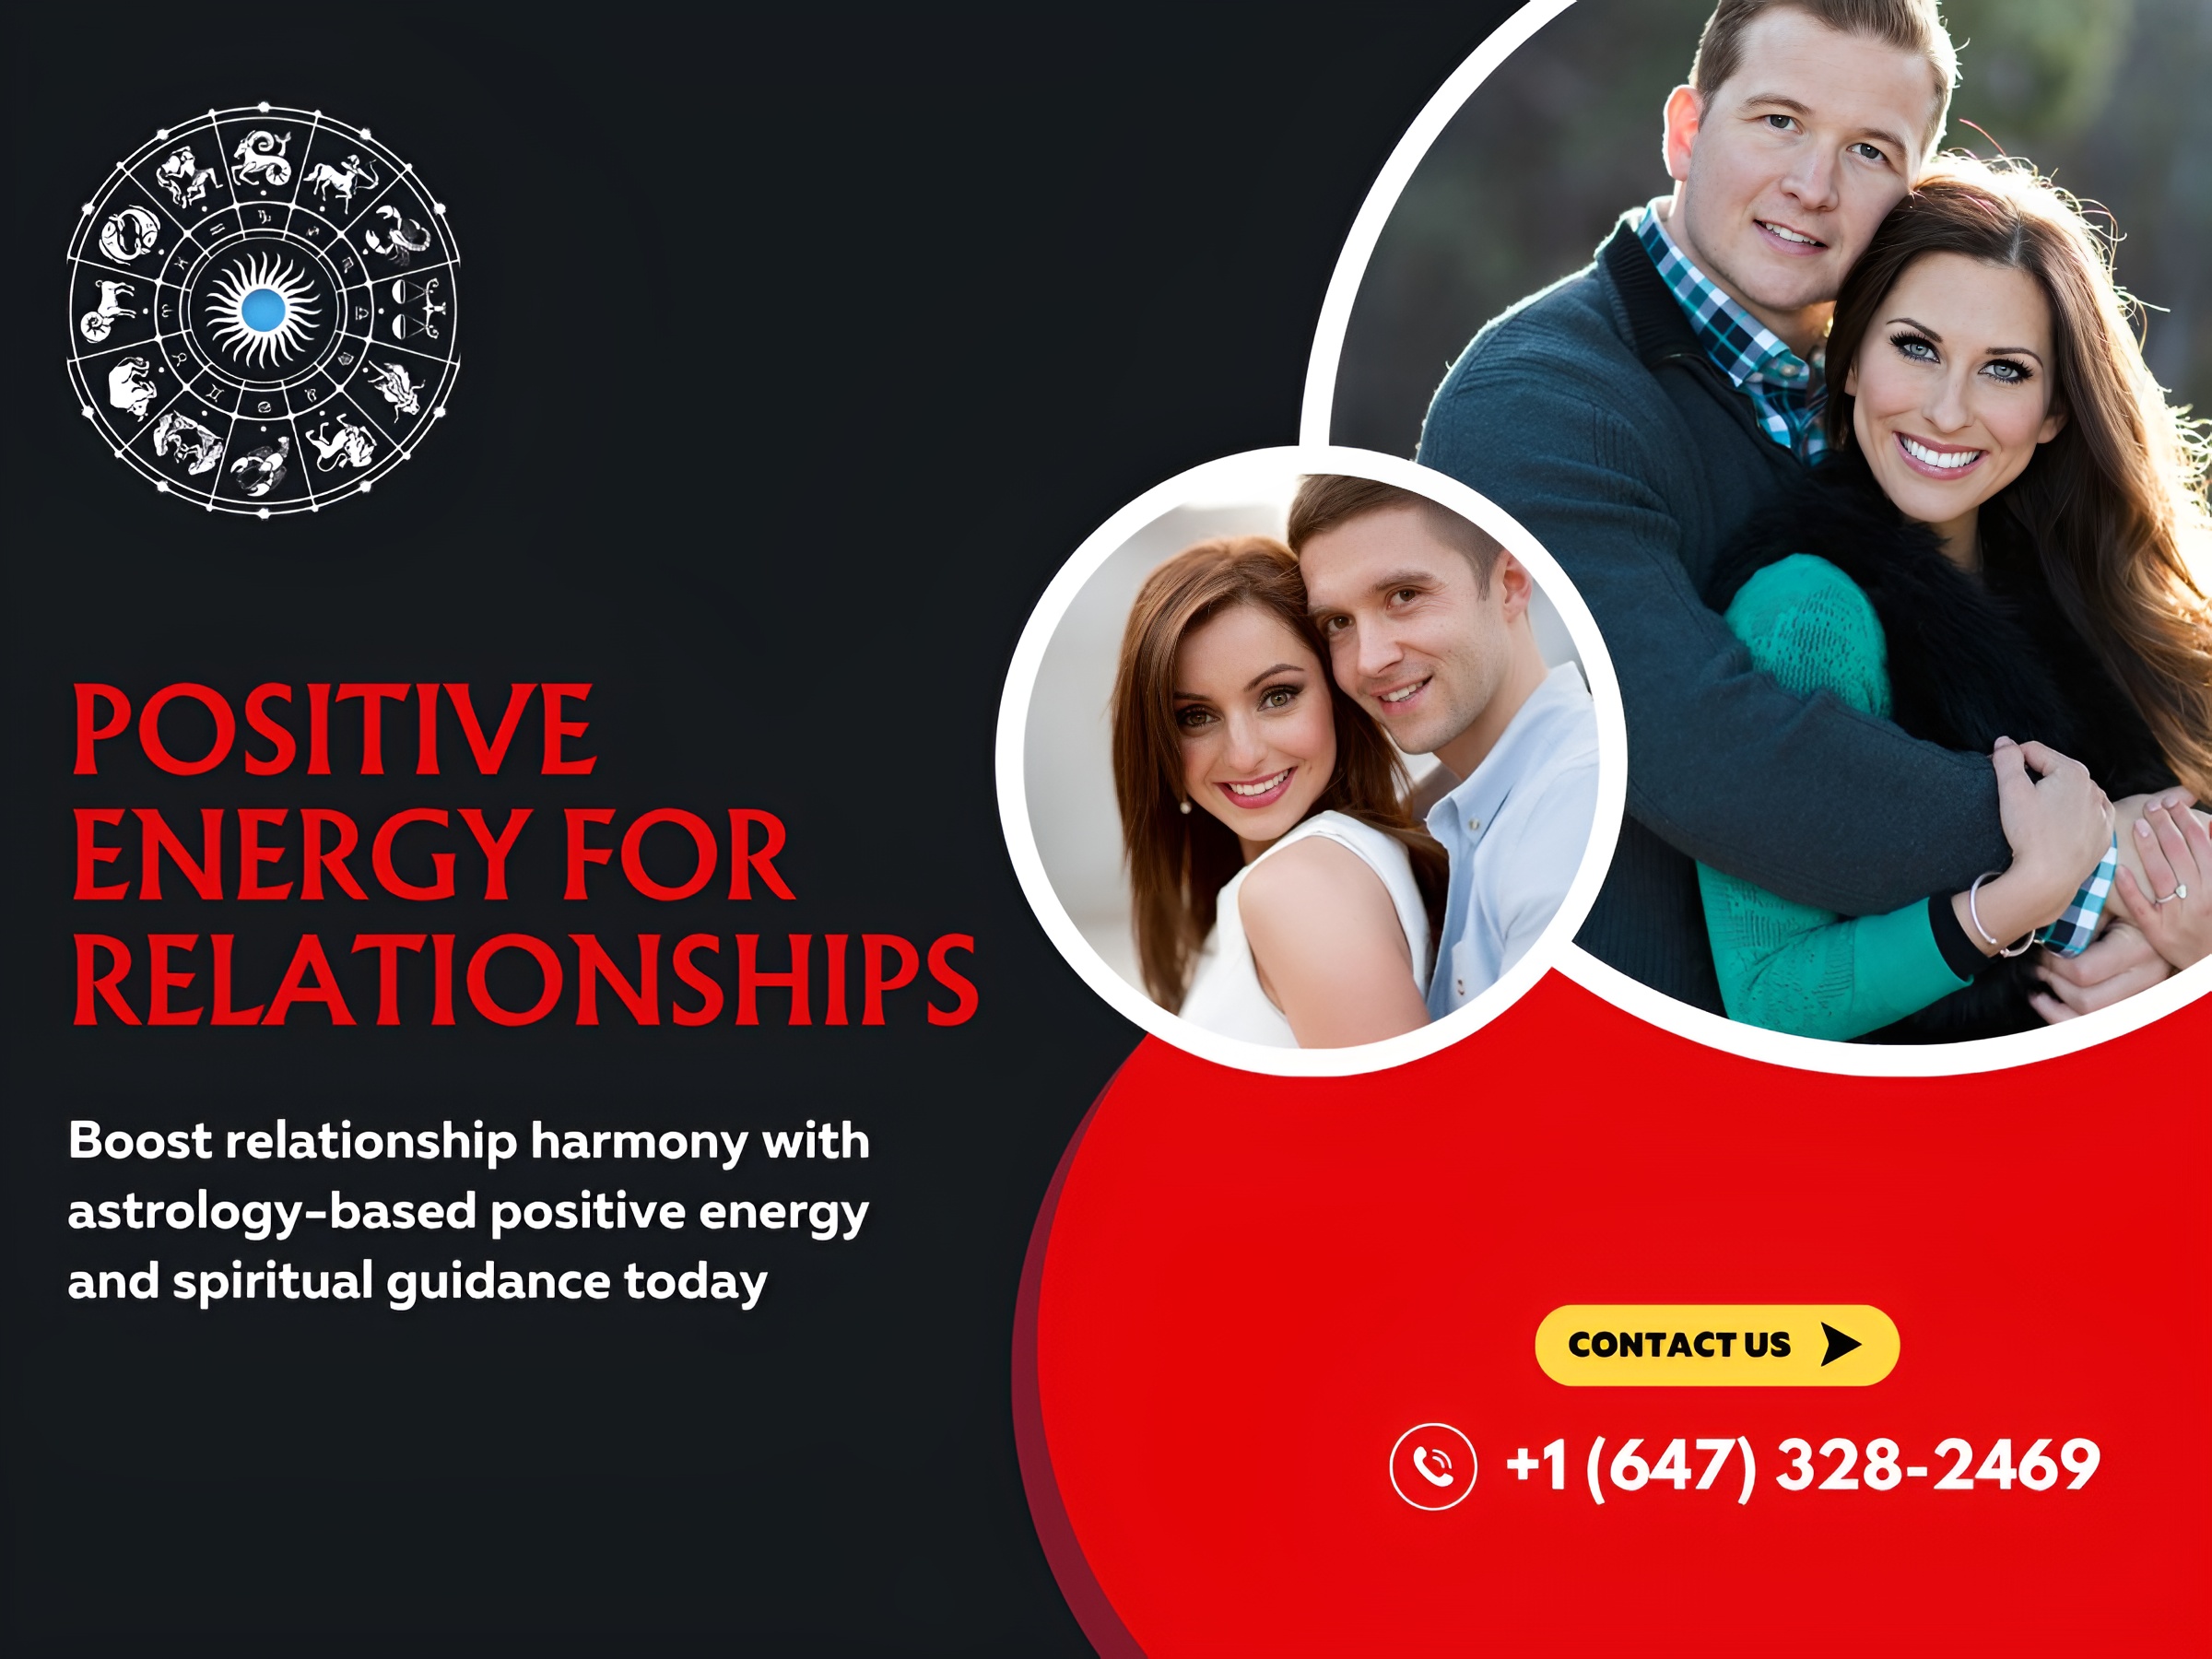 POSITIVE
ENERGY FOR
RELATIONSHIPS
Boost relationship harmony with
astrology-based positive energy
and spiritual guidance today
CONTACT US
+1 (647) 328-2469